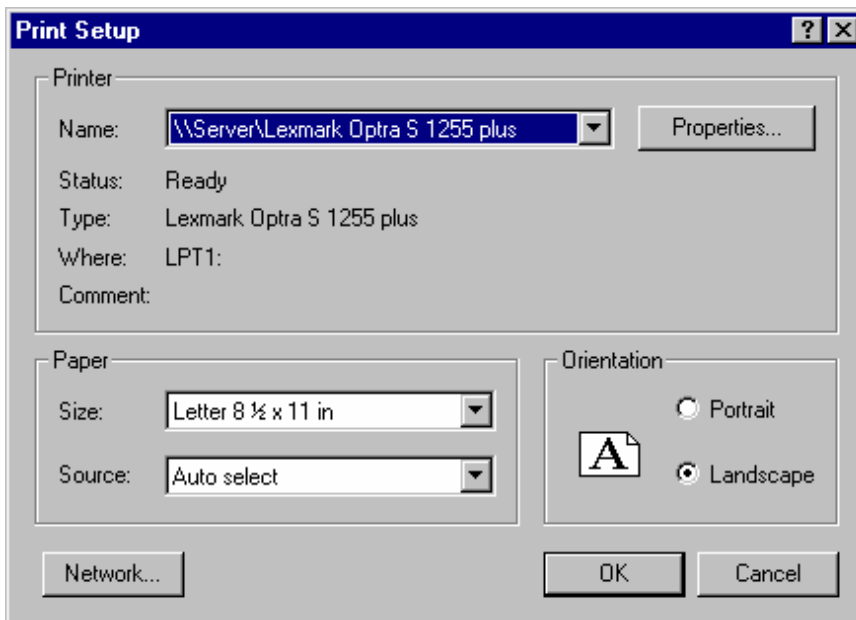 Print Setup
Printer
Name: \\Server\Lexmark Optra S 1255 plus Properties...
Status: Ready
Type: Lexmark Optra S 1255 plus
Where: LPT1:
Comment:
Paper
Size: Letter 8 ½ x 11 in
Source: Auto select
Orientation
Portrait
A
Landscape
Network... OK Cancel